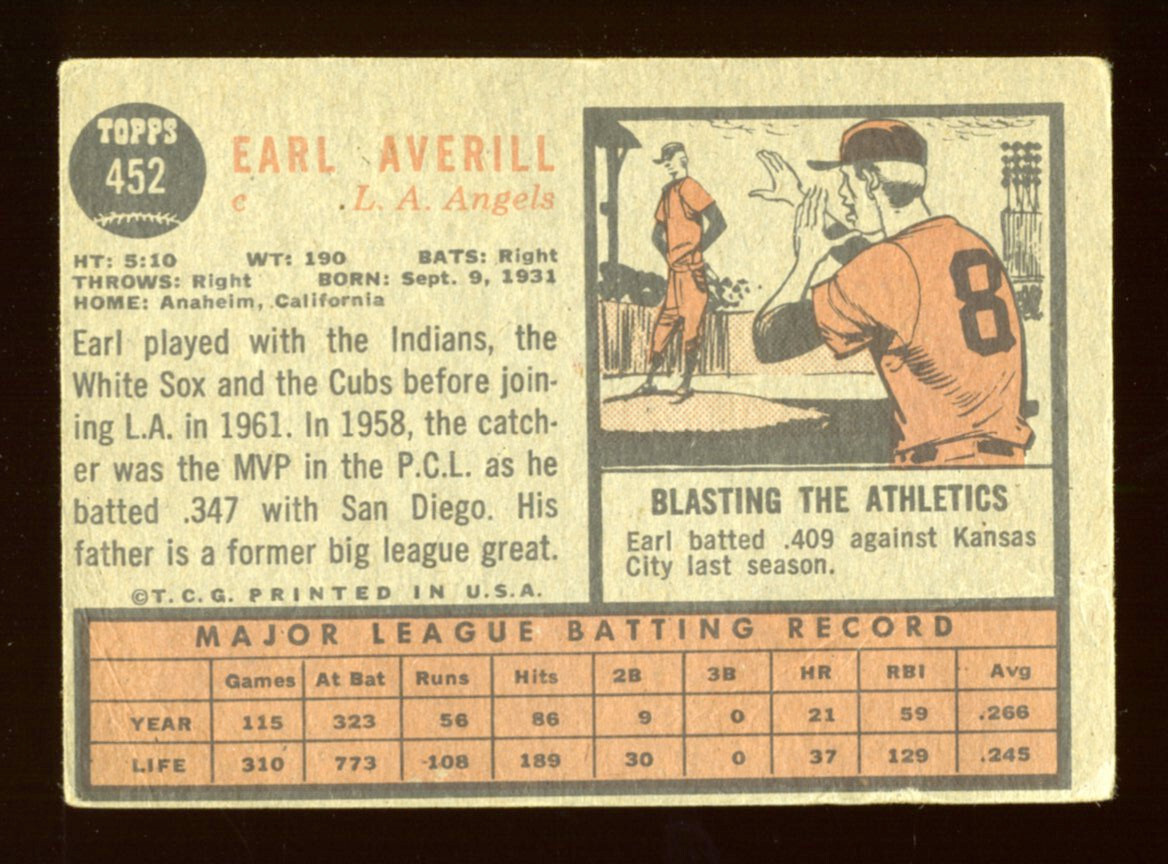 TOPPS
452
EARL AVERILL
c L. A. Angels
HT: 5:10 WT: 190 BATS: Right
THROWS: Right BORN: Sept. 9, 1931
HOME: Anaheim, California
Earl played with the Indians, the
White Sox and the Cubs before join-
ing L.A. in 1961. In 1958, the catch-
er was the MVP in the P.C.L. as he
batted .347 with San Diego. His
father is a former big league great.
©T.C.G. PRINTED IN U.S.A.
8
BLASTING THE ATHLETICS
Earl batted .409 against Kansas
City last season.
MAJOR LEAGUE BATTING RECORD
Games At Bat Runs Hits 2B 3B HR RBI Avg
YEAR 115 323 56 86 9 0 21 59 .266
LIFE 310 773 108 189 30 0 37 129 .245